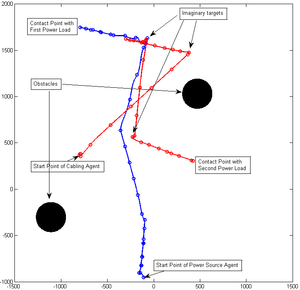 2000
1500
1000
500
0
-500
-1000
-1500
-1000
-500
0
500
1000
1500
Contact Point with
First Power Load
Imaginary targets
Obstacles
Start Point of Cabling Agent
Contact Point with
Second Power Load
Start Point of Power Source Agent